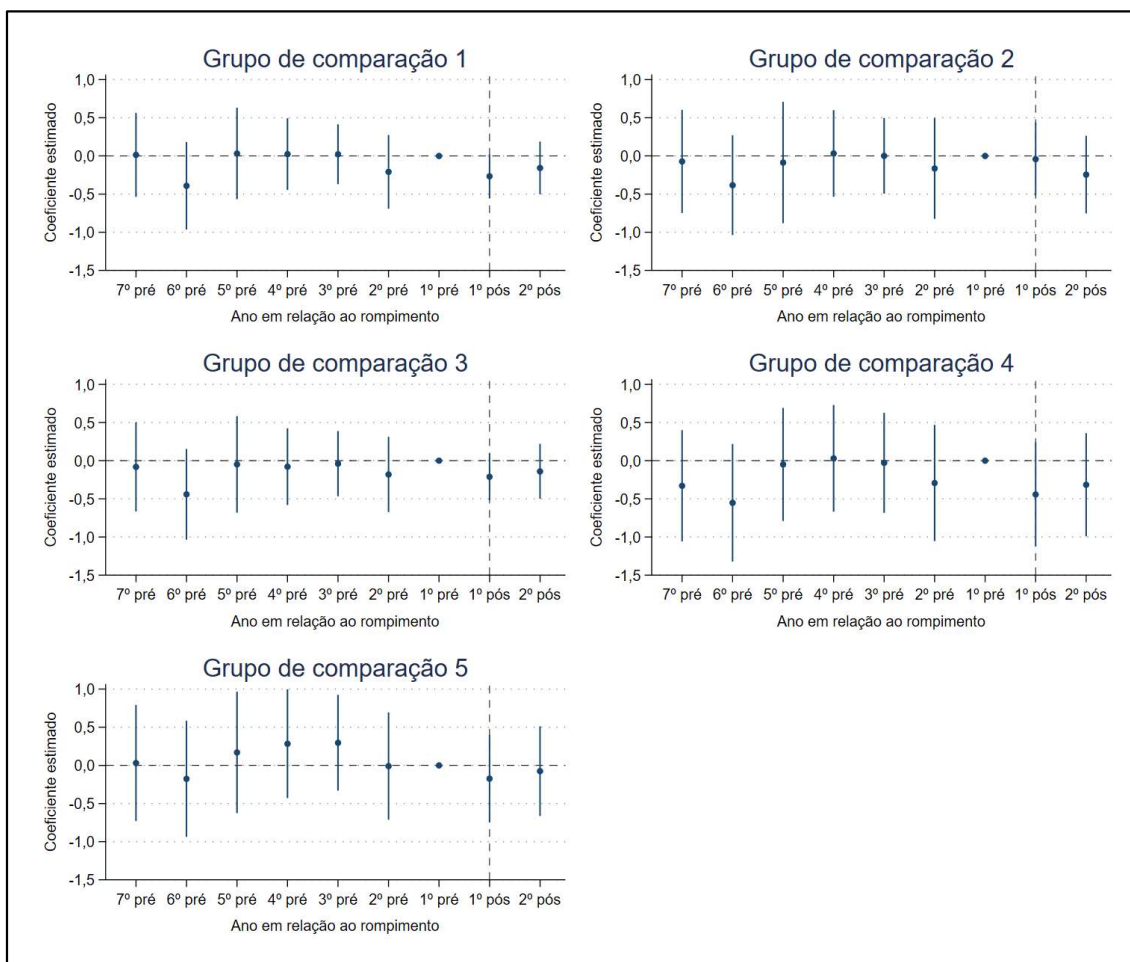 Grupo de comparação 1
1,0
0,5
0,0
-0,5
-1,0
-1,5
Coeficiente estimado
7º pré 6º pré 5º pré 4º pré 3º pré 2º pré 1º pré 1º pós 2º pós
Ano em relação ao rompimento
Grupo de comparação 2
1,0
0,5
0,0
-0,5
-1,0
-1,5
Coeficiente estimado
7º pré 6º pré 5º pré 4º pré 3º pré 2º pré 1º pré 1º pós 2º pós
Ano em relação ao rompimento
Grupo de comparação 3
1,0
0,5
0,0
-0,5
-1,0
-1,5
Coeficiente estimado
7º pré 6º pré 5º pré 4º pré 3º pré 2º pré 1º pré 1º pós 2º pós
Ano em relação ao rompimento
Grupo de comparação 4
1,0
0,5
0,0
-0,5
-1,0
-1,5
Coeficiente estimado
7º pré 6º pré 5º pré 4º pré 3º pré 2º pré 1º pré 1º pós 2º pós
Ano em relação ao rompimento
Grupo de comparação 5
1,0
0,5
0,0
-0,5
-1,0
-1,5
Coeficiente estimado
7º pré 6º pré 5º pré 4º pré 3º pré 2º pré 1º pré 1º pós 2º pós
Ano em relação ao rompimento